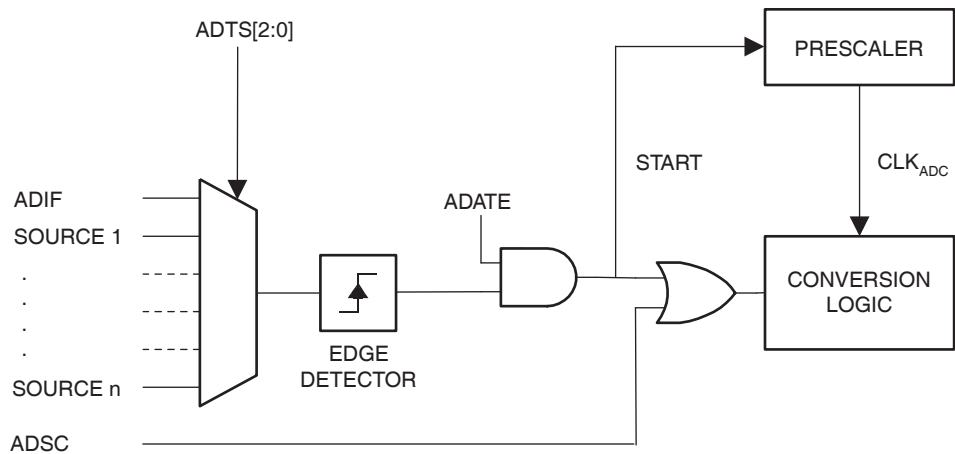 ADTS[2:0]
PRESCALER
START
CLKADC
ADIF
SOURCE 1
.
.
.
.
SOURCE n
ADSC
ADATE
EDGE
DETECTOR
CONVERSION
LOGIC